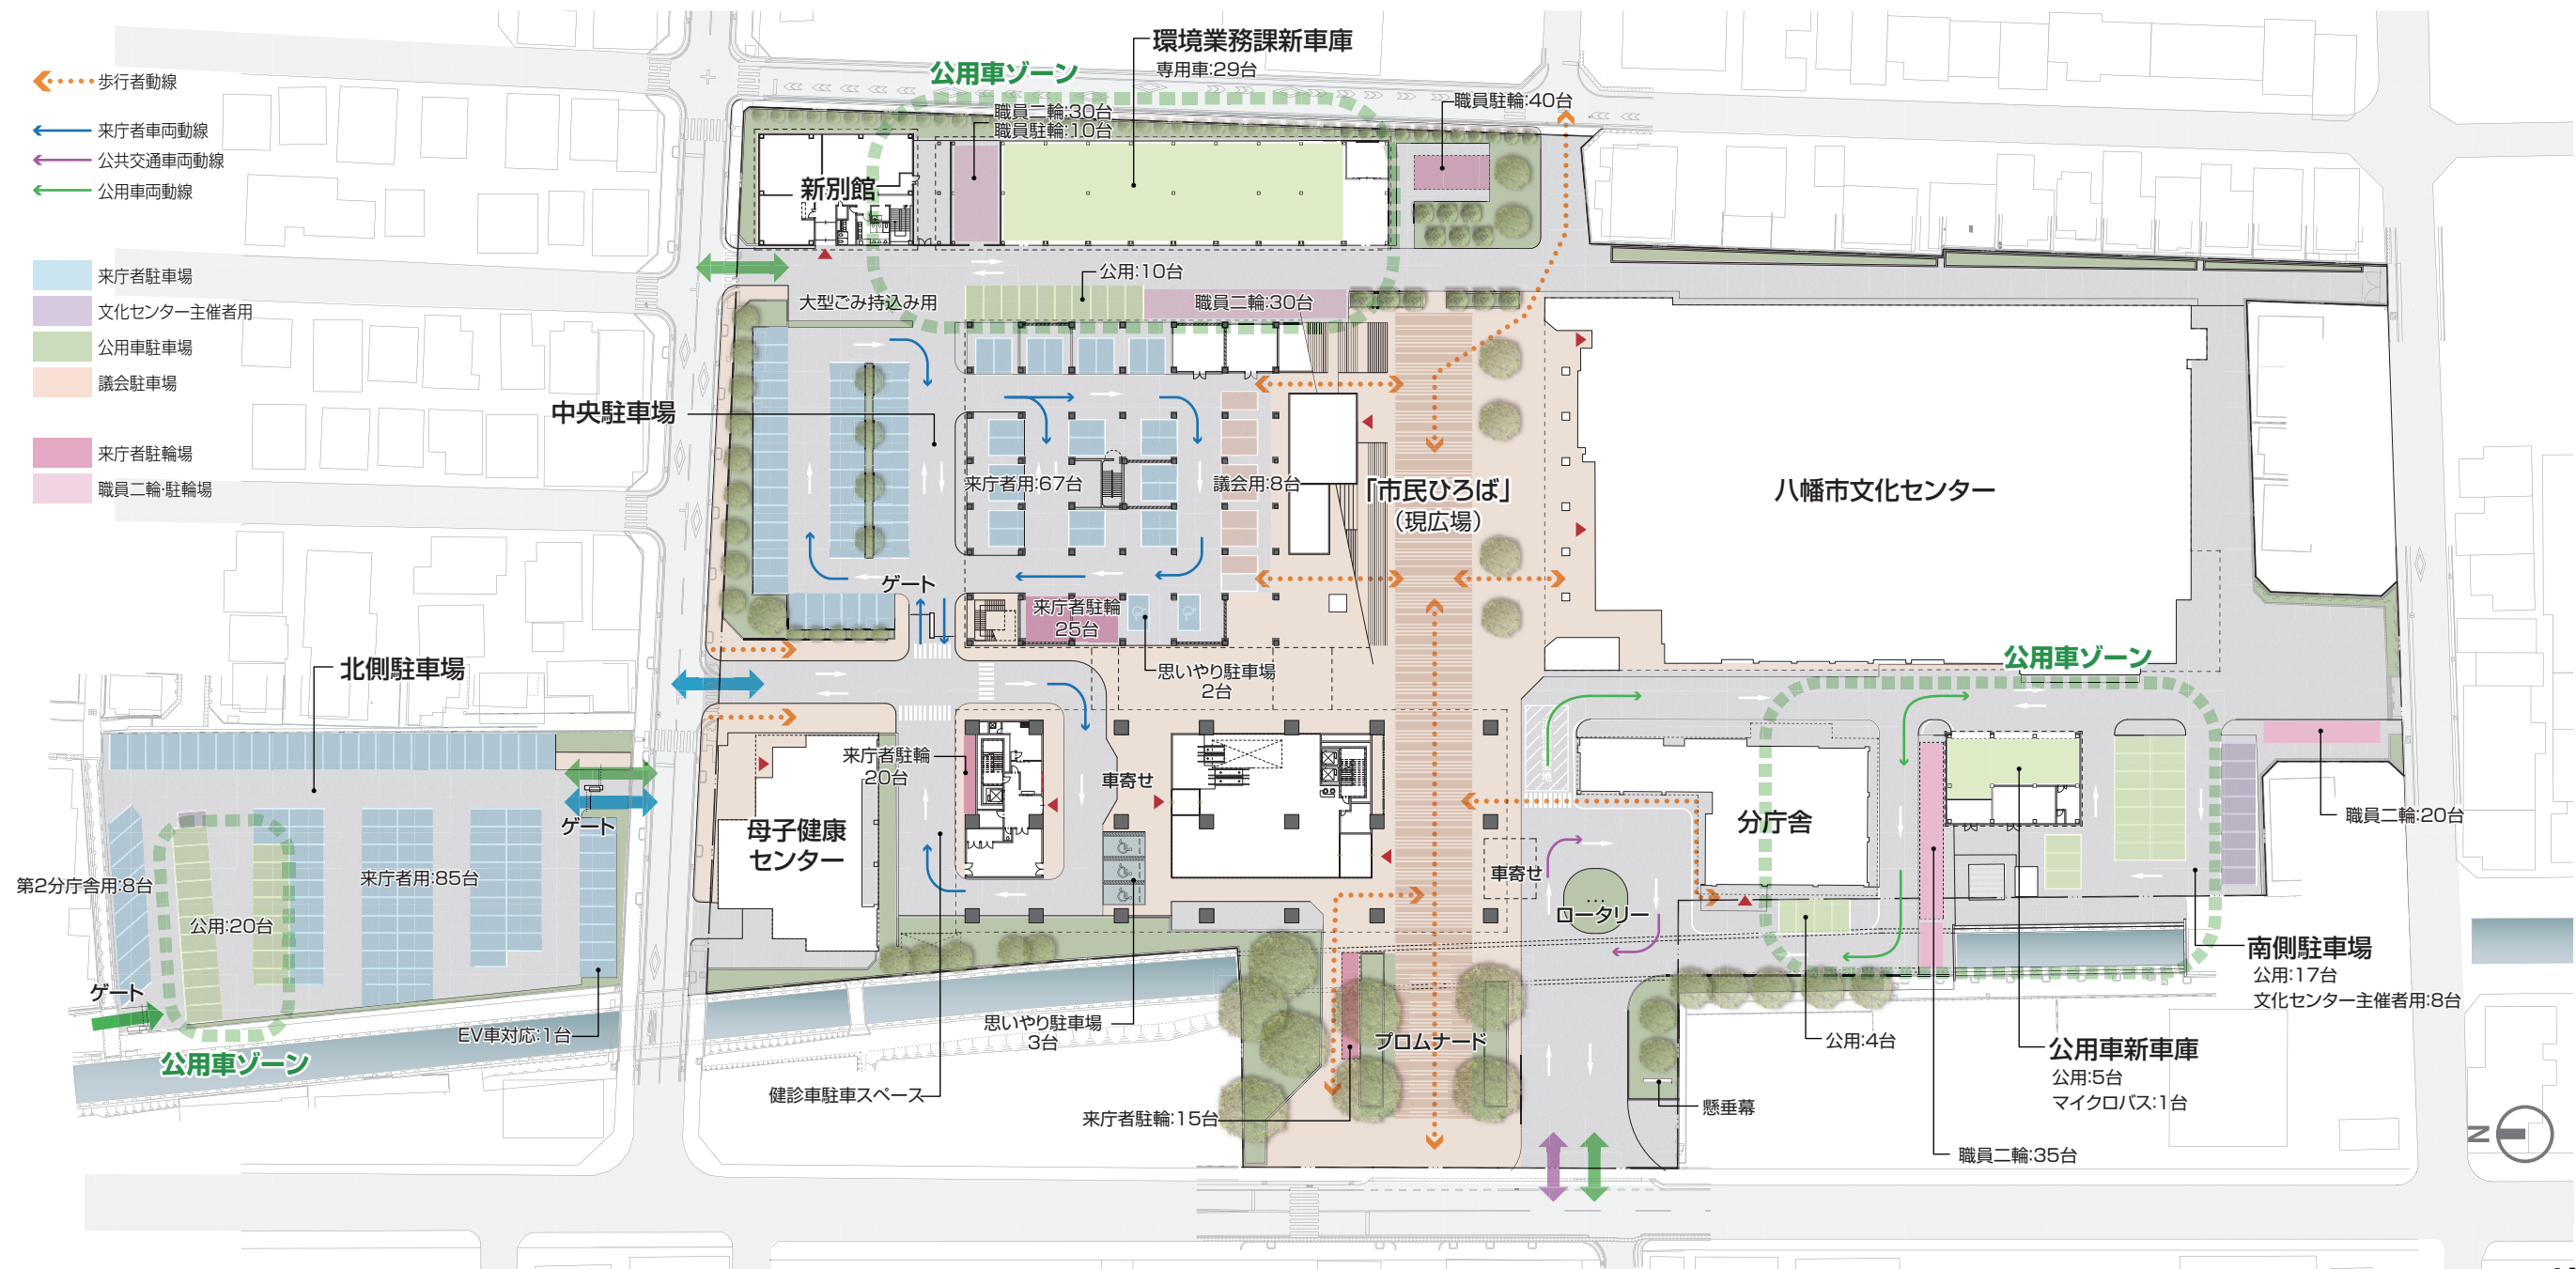 歩行者動線
来庁者車両動線
公共交通車両動線
公用車両動線
来庁者駐車場
文化センター主催者用
公用車駐車場
議会駐車場
来庁者駐輪場
職員二輪・駐輪場
公用車ゾーン
環境業務課新車庫
専用車:29台
職員二輪:30台
職員駐輪:10台
職員駐輪:40台
新別館
公用:10台
大型ごみ持込み用
職員二輪:30台
中央駐車場
来庁者用:67台
議会用:8台
「市民ひろば」
(現広場)
八幡市文化センター
ゲート
来庁者駐輪
25台
思いやり駐車場
2台
北側駐車場
公用車ゾーン
来庁者駐輪
20台
車寄せ
母子健康
センター
分庁舎
車寄せ
ロータリー
職員二輪:20台
ゲート
第2分庁舎用:8台
来庁者用:85台
公用:20台
ゲート
EV車対応:1台
公用車ゾーン
思いやり駐車場
3台
健診車駐車スペース
プロムナード
来庁者駐輪:15台
懸垂幕
公用:4台
南側駐車場
公用:17台
文化センター主催者用:8台
公用車新車庫
公用:5台
マイクロバス:1台
職員二輪:35台
N